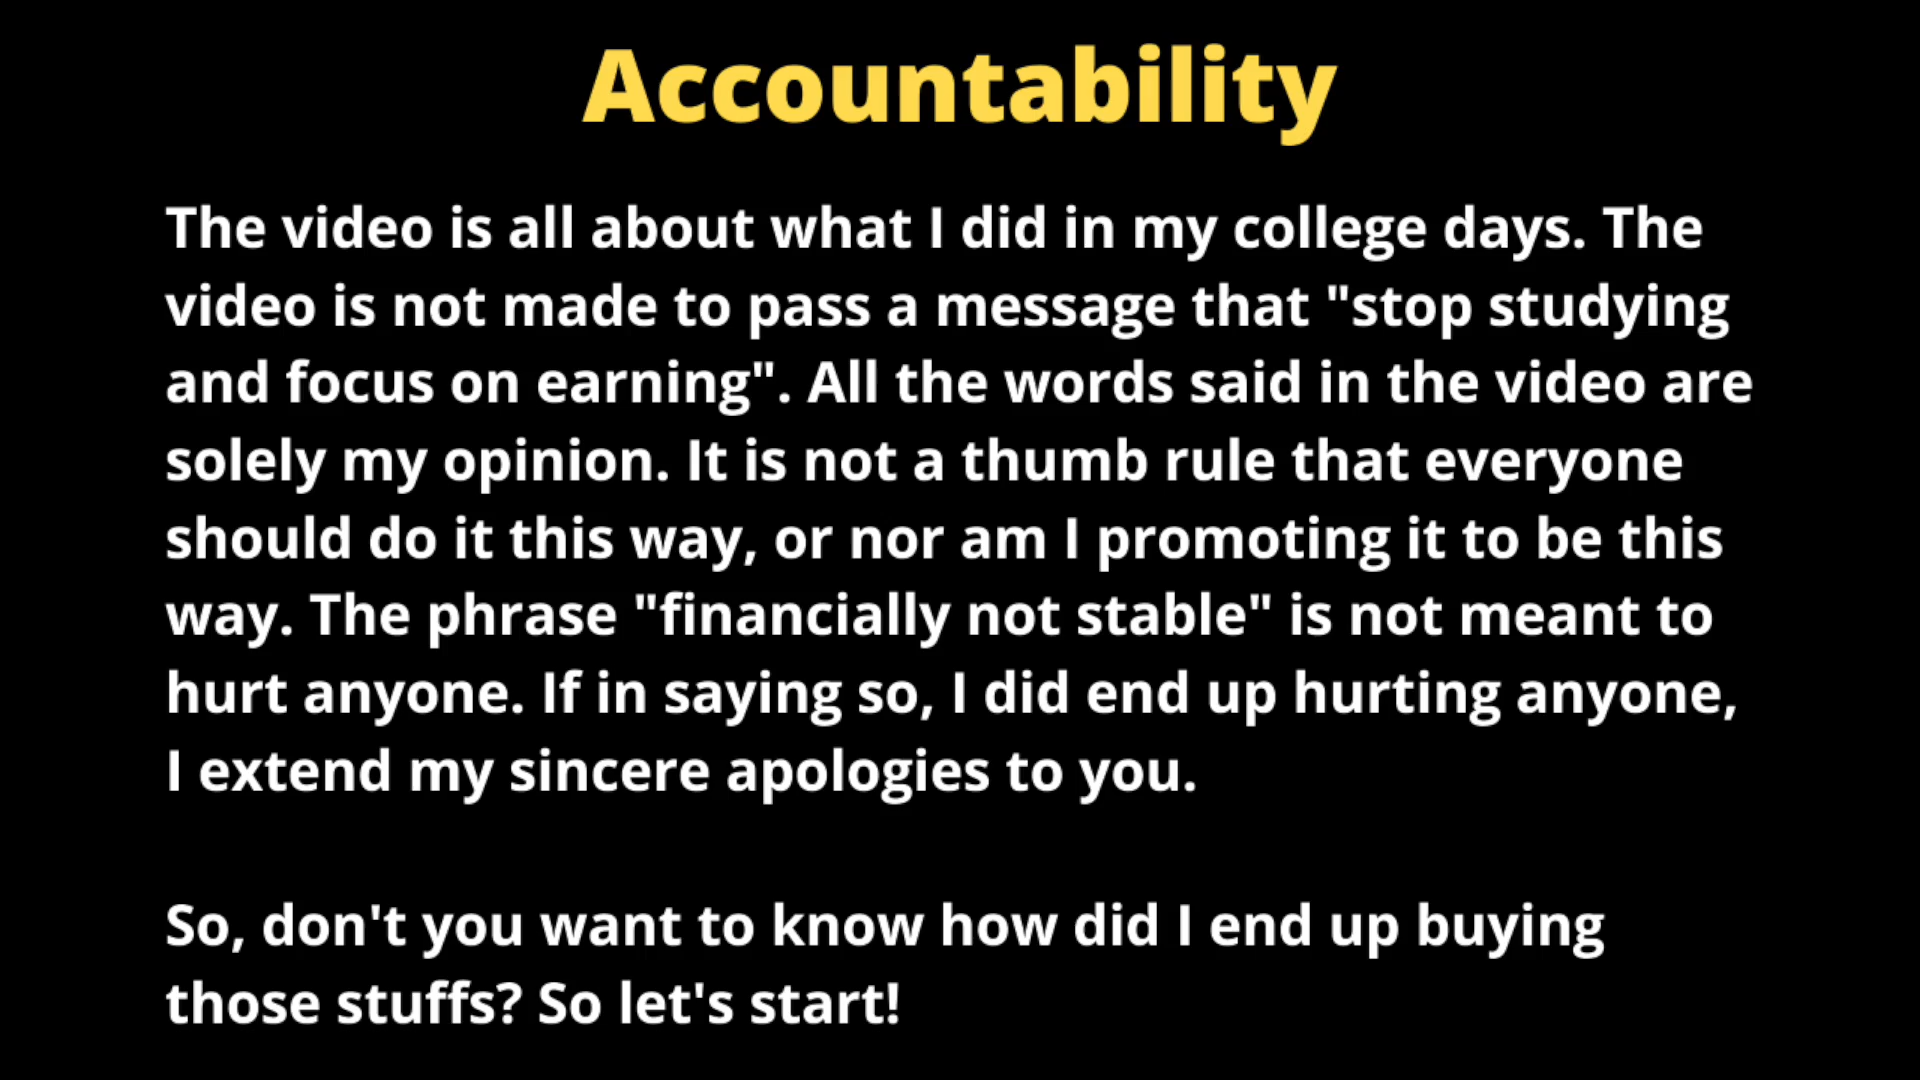 Accountability
The video is all about what I did in my college days. The
video is not made to pass a message that "stop studying
and focus on earning". All the words said in the video are
solely my opinion. It is not a thumb rule that everyone
should do it this way, or nor am I promoting it to be this
way. The phrase "financially not stable" is not meant to
hurt anyone. If in saying so, I did end up hurting anyone,
I extend my sincere apologies to you.
So, don't you want to know how did I end up buying
those stuffs? So let's start!